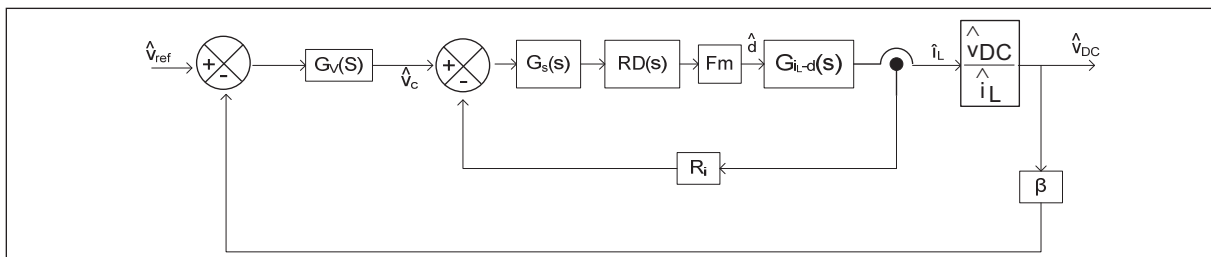 v̂ref
+
-
GV(S)
v̂c
+
-
Gs(s)
RD(s)
Fm
d̂
GiL-d(s)
îL
v̂DC
îL
v̂DC
Ri
β